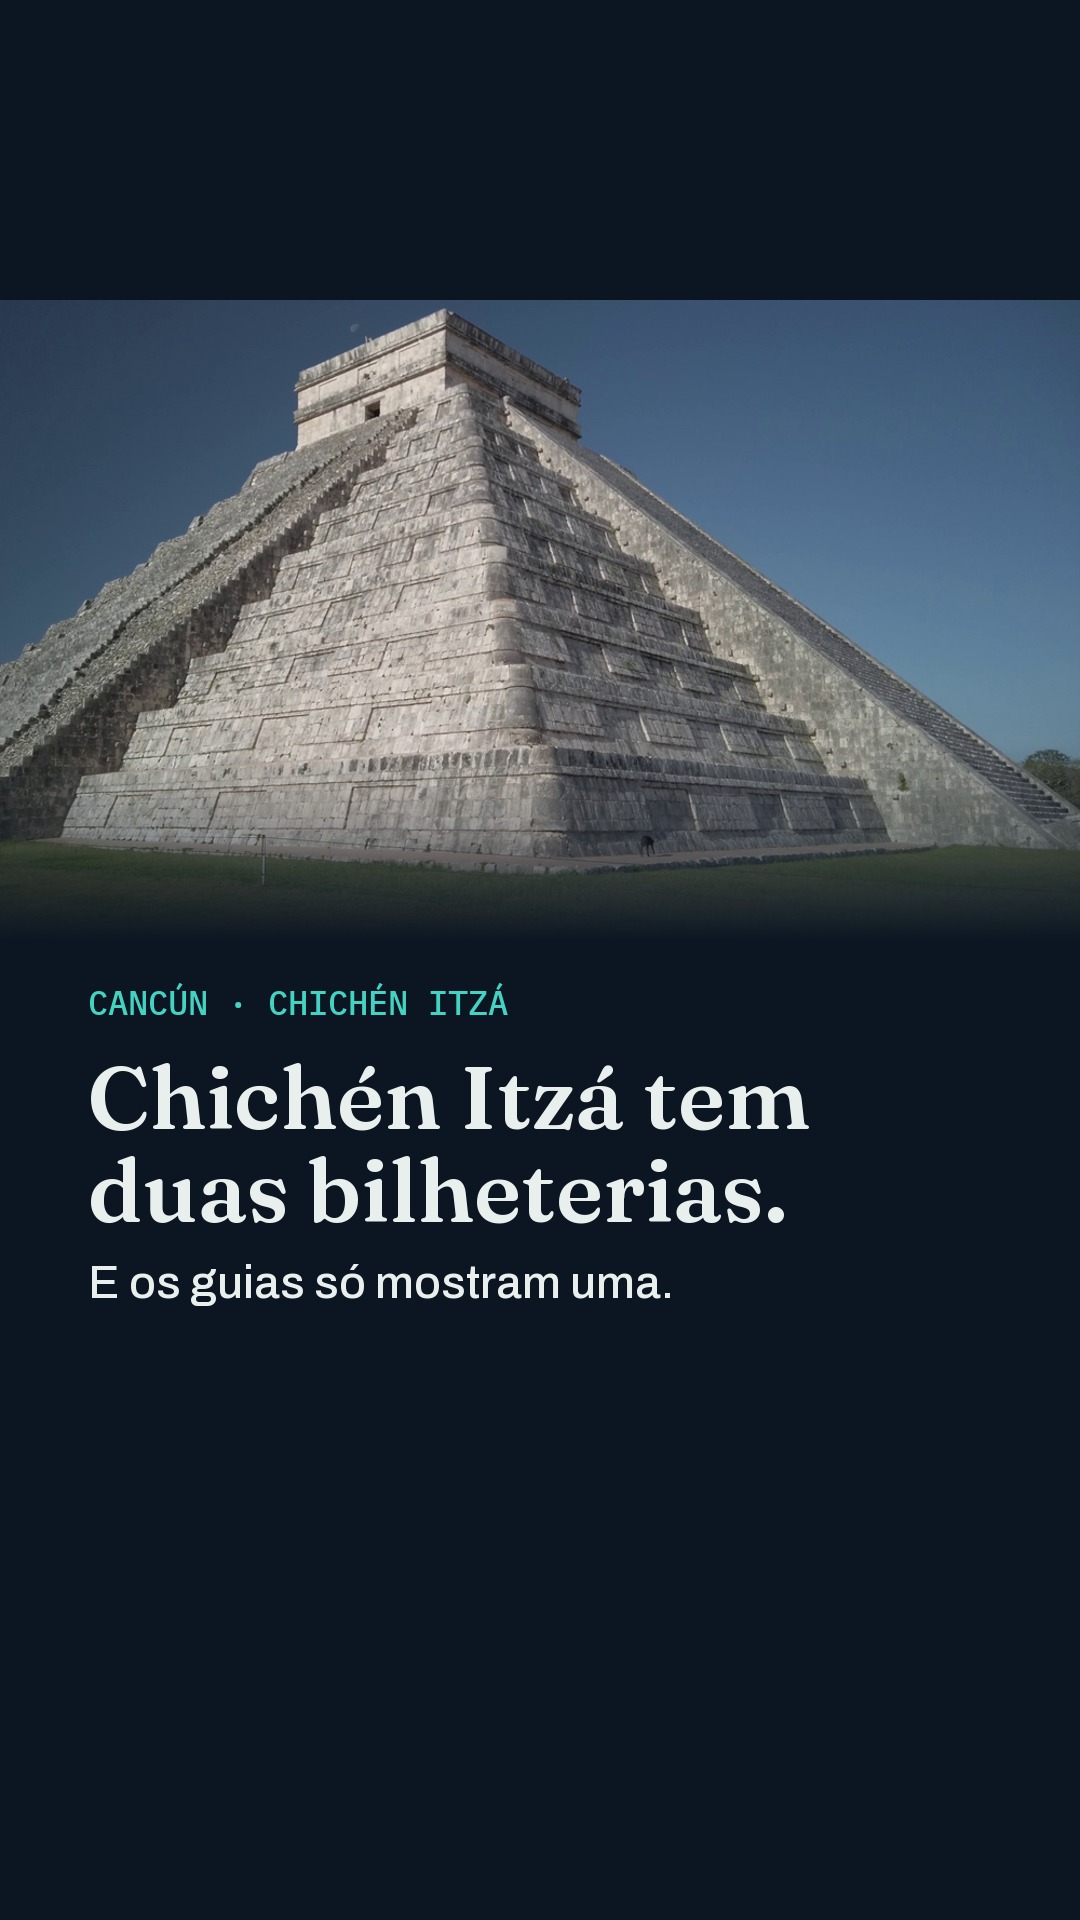 CANCÚN · CHICHÉN ITZÁ
Chichén Itzá tem
duas bilheterias.
E os guias só mostram uma.